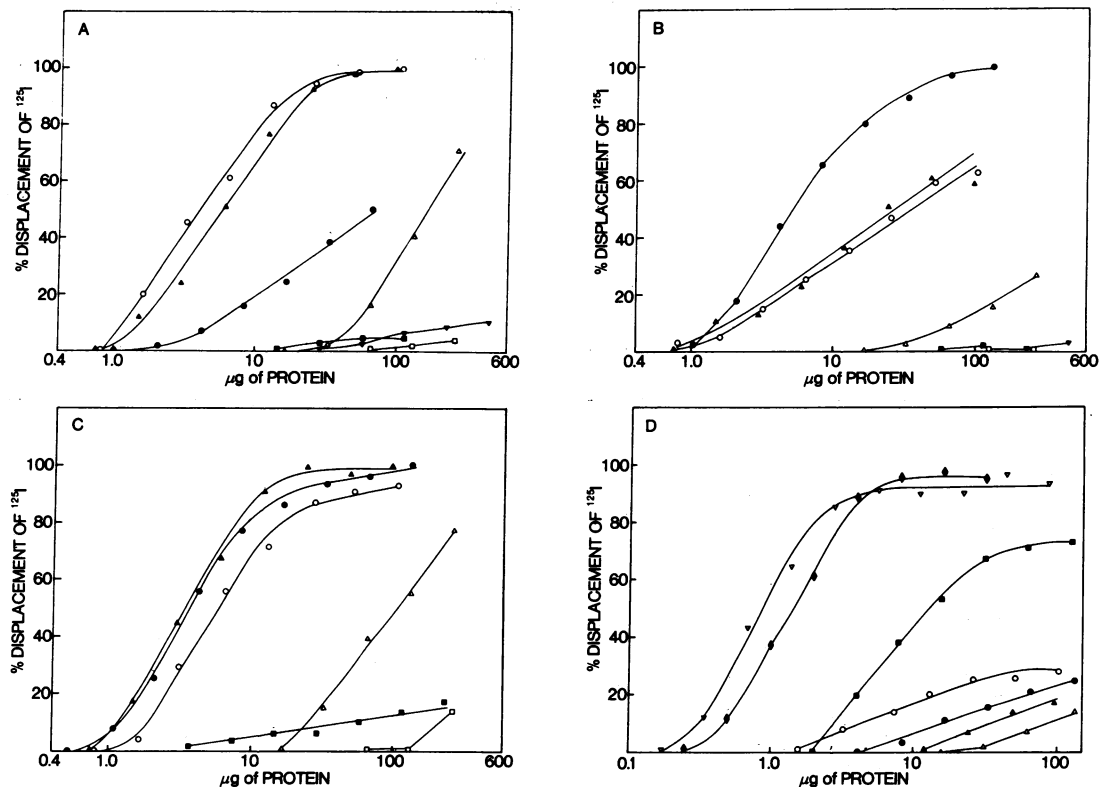 A
% DISPLACEMENT OF 125I
100
80
60
40
20
0.4 1.0 10 100 600
µg of PROTEIN
B
% DISPLACEMENT OF 125I
100
80
60
40
20
0.4 1.0 10 100 600
µg of PROTEIN
C
% DISPLACEMENT OF 125I
100
80
60
40
20
0.4 1.0 10 100 600
µg of PROTEIN
D
% DISPLACEMENT OF 125I
100
80
60
40
20
0.1 1.0 10 100
µg of PROTEIN